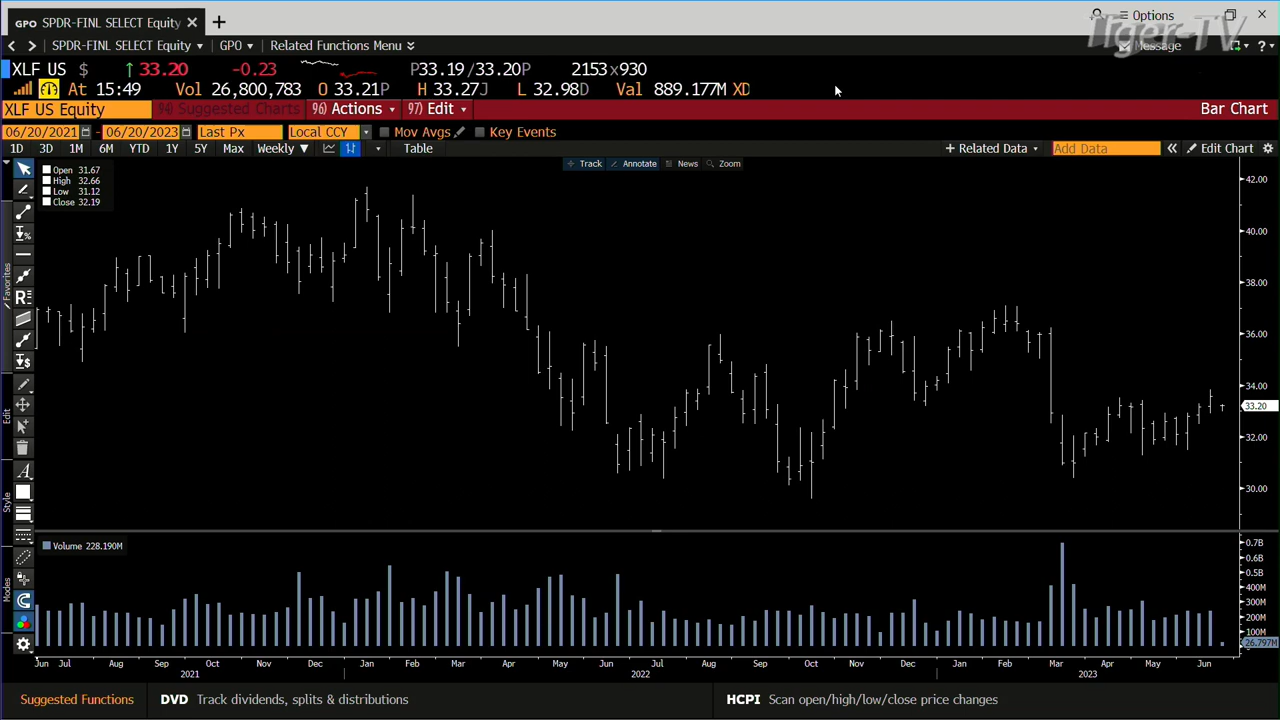 GPO SPDR-FINL SELECT Equity
Options
Tiger-TV
SPDR-FINL SELECT Equity GPO Related Functions Menu
Message ?
XLF US $ ↑ 33.20 -0.23 P33.19/33.20P 2153x930
At 15:49 Vol 26,800,783 O 33.21P H 33.27J L 32.98D Val 889.177M XD
XLF US Equity 96) Suggested Charts 96) Actions 97) Edit Bar Chart
06/20/2021 - 06/20/2023 Last Px Local CCY Mov Avgs Key Events
1D 3D 1M 6M YTD 1Y 5Y Max Weekly ▼ Table + Related Data Add Data « Edit Chart
Track Annotate News Zoom
Open 31.67
High 32.66
Low 31.12
Close 32.19
Favorites
Edit
Style
Modes
42.00
40.00
38.00
36.00
34.00
33.20
32.00
30.00
Volume 228.190M
0.7B
0.6B
0.5B
400M
300M
200M
100M
26.797M
Jun Jul Aug Sep Oct Nov Dec Jan Feb Mar Apr May Jun Jul Aug Sep Oct Nov Dec Jan Feb Mar Apr May Jun
2021 2022 2023
Suggested Functions DVD Track dividends, splits & distributions HCPI Scan open/high/low/close price changes